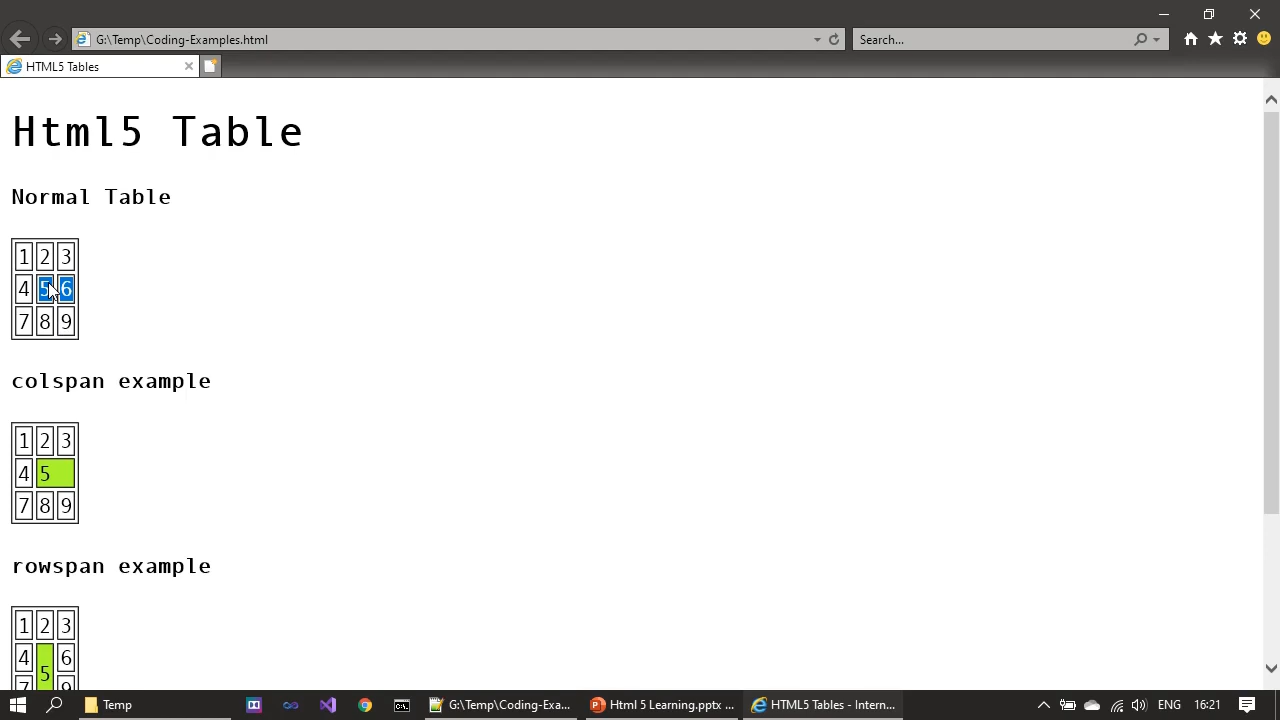 G:\Temp\Coding-Examples.html
Search...
HTML5 Tables
Html5 Table
Normal Table
1 2 3
4 5 6
7 8 9
colspan example
1 2 3
4 5
7 8 9
rowspan example
1 2 3
4 5 6
7 9
Temp
G:\Temp\Coding-Exa...
Html 5 Learning.pptx ...
HTML5 Tables - Intern...
ENG
16:21